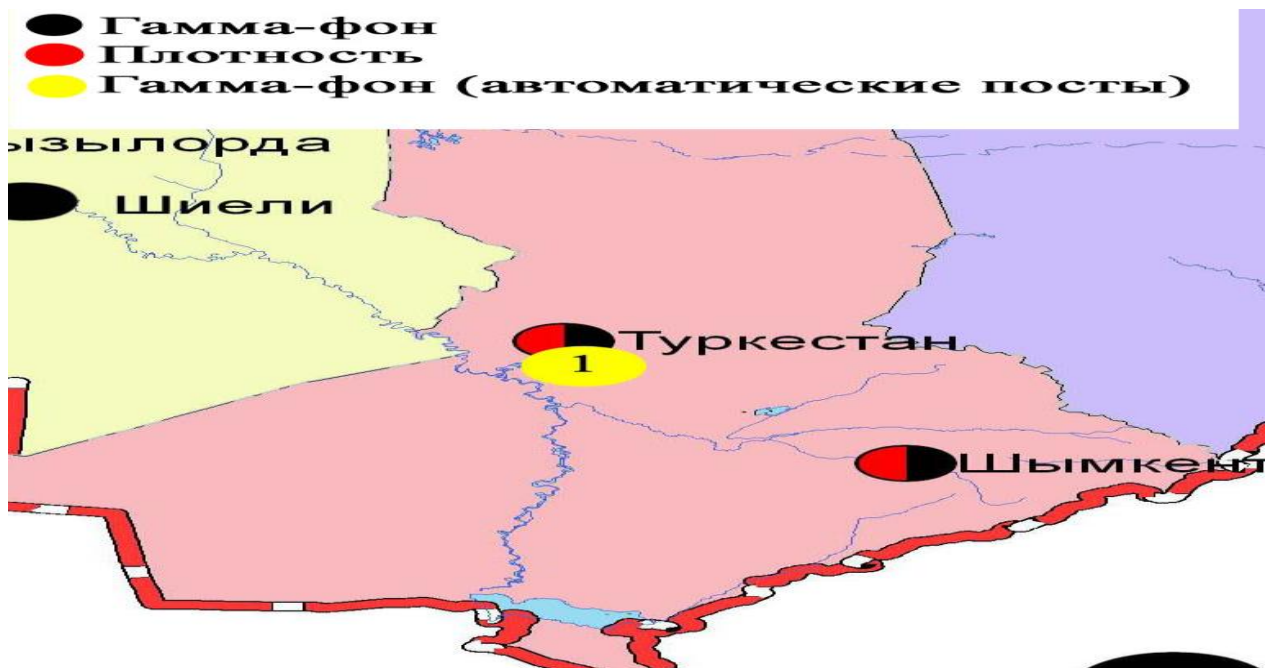 Гамма-фон
Плотность
Гамма-фон (автоматические посты)
ызылорда
Шиели
Туркестан
1
Шымкент